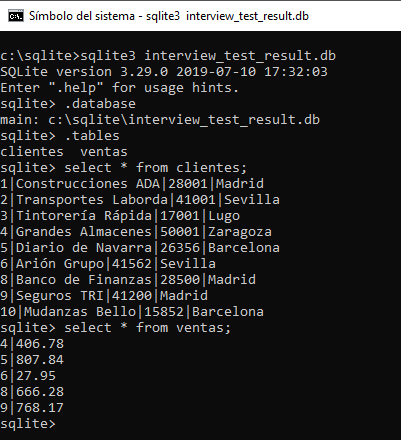 Símbolo del sistema - sqlite3 interview_test_result.db
c:\sqlite>sqlite3 interview_test_result.db
SQLite version 3.29.0 2019-07-10 17:32:03
Enter ".help" for usage hints.
sqlite> .database
main: c:\sqlite\interview_test_result.db
sqlite> .tables
clientes  ventas
sqlite> select * from clientes;
1|Construcciones ADA|28001|Madrid
2|Transportes Laborda|41001|Sevilla
3|Tintorería Rápida|17001|Lugo
4|Grandes Almacenes|50001|Zaragoza
5|Diario de Navarra|26356|Barcelona
6|Arión Grupo|41562|Sevilla
8|Banco de Finanzas|28500|Madrid
9|Seguros TRI|41200|Madrid
10|Mudanzas Bello|15852|Barcelona
sqlite> select * from ventas;
4|406.78
5|807.84
6|27.95
8|666.28
9|768.17
sqlite>